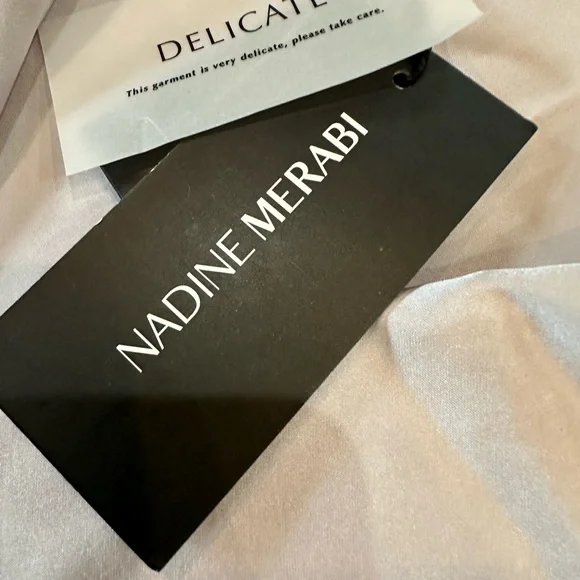 DELICATE
This garment is very delicate, please take care.
NADINE MERABI